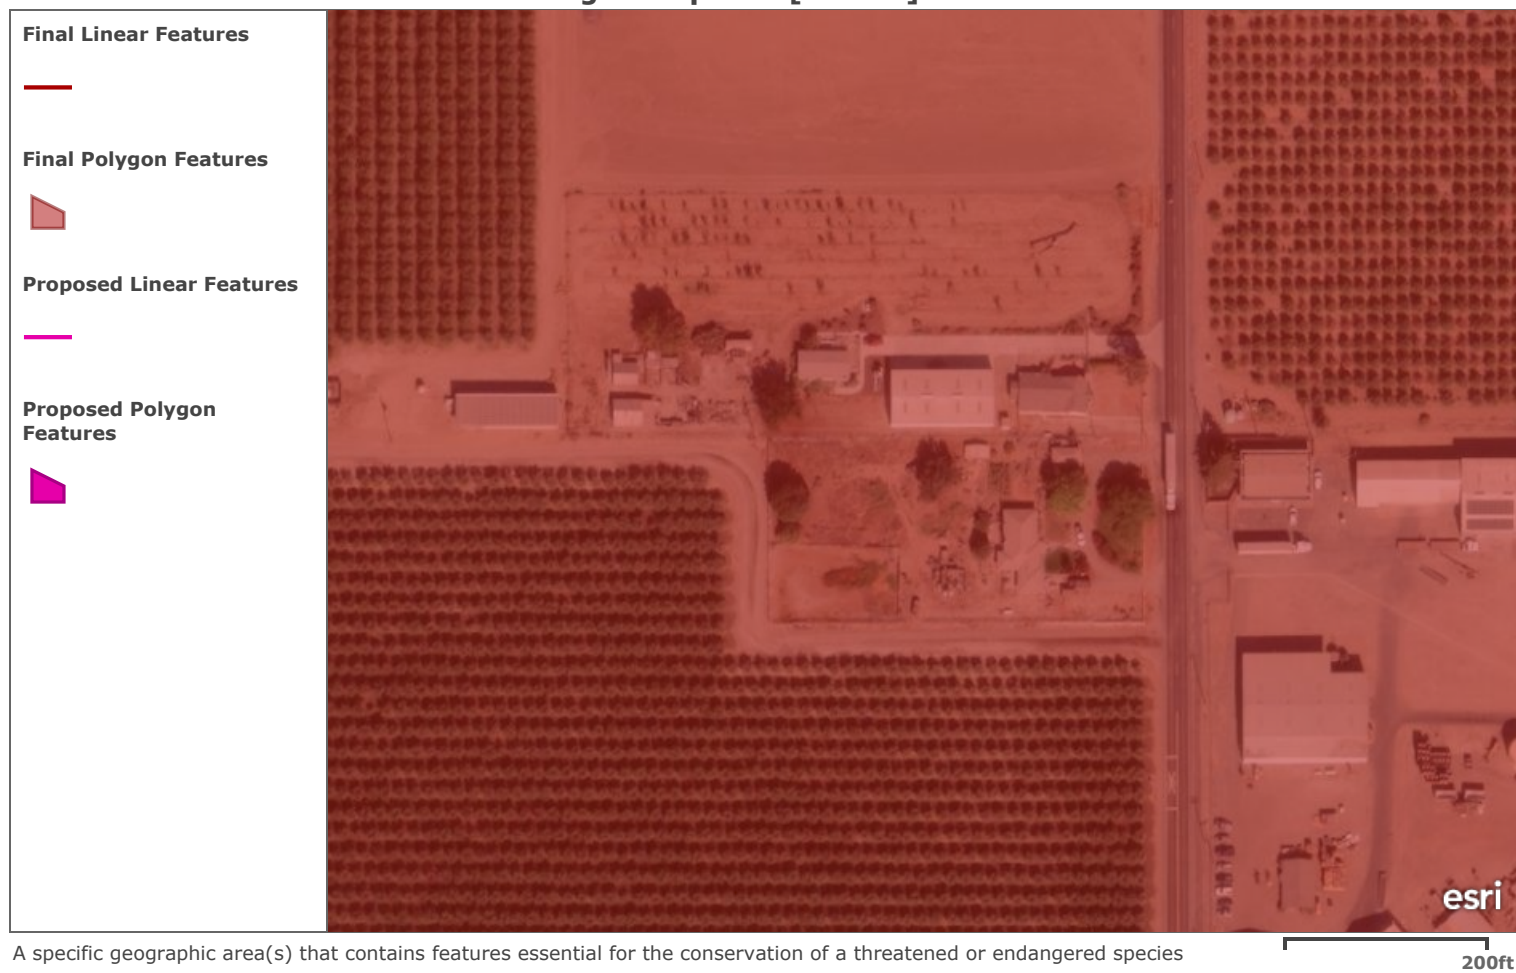 Final Linear Features
Final Polygon Features
Proposed Linear Features
Proposed Polygon
Features
esri
A specific geographic area(s) that contains features essential for the conservation of a threatened or endangered species
200ft